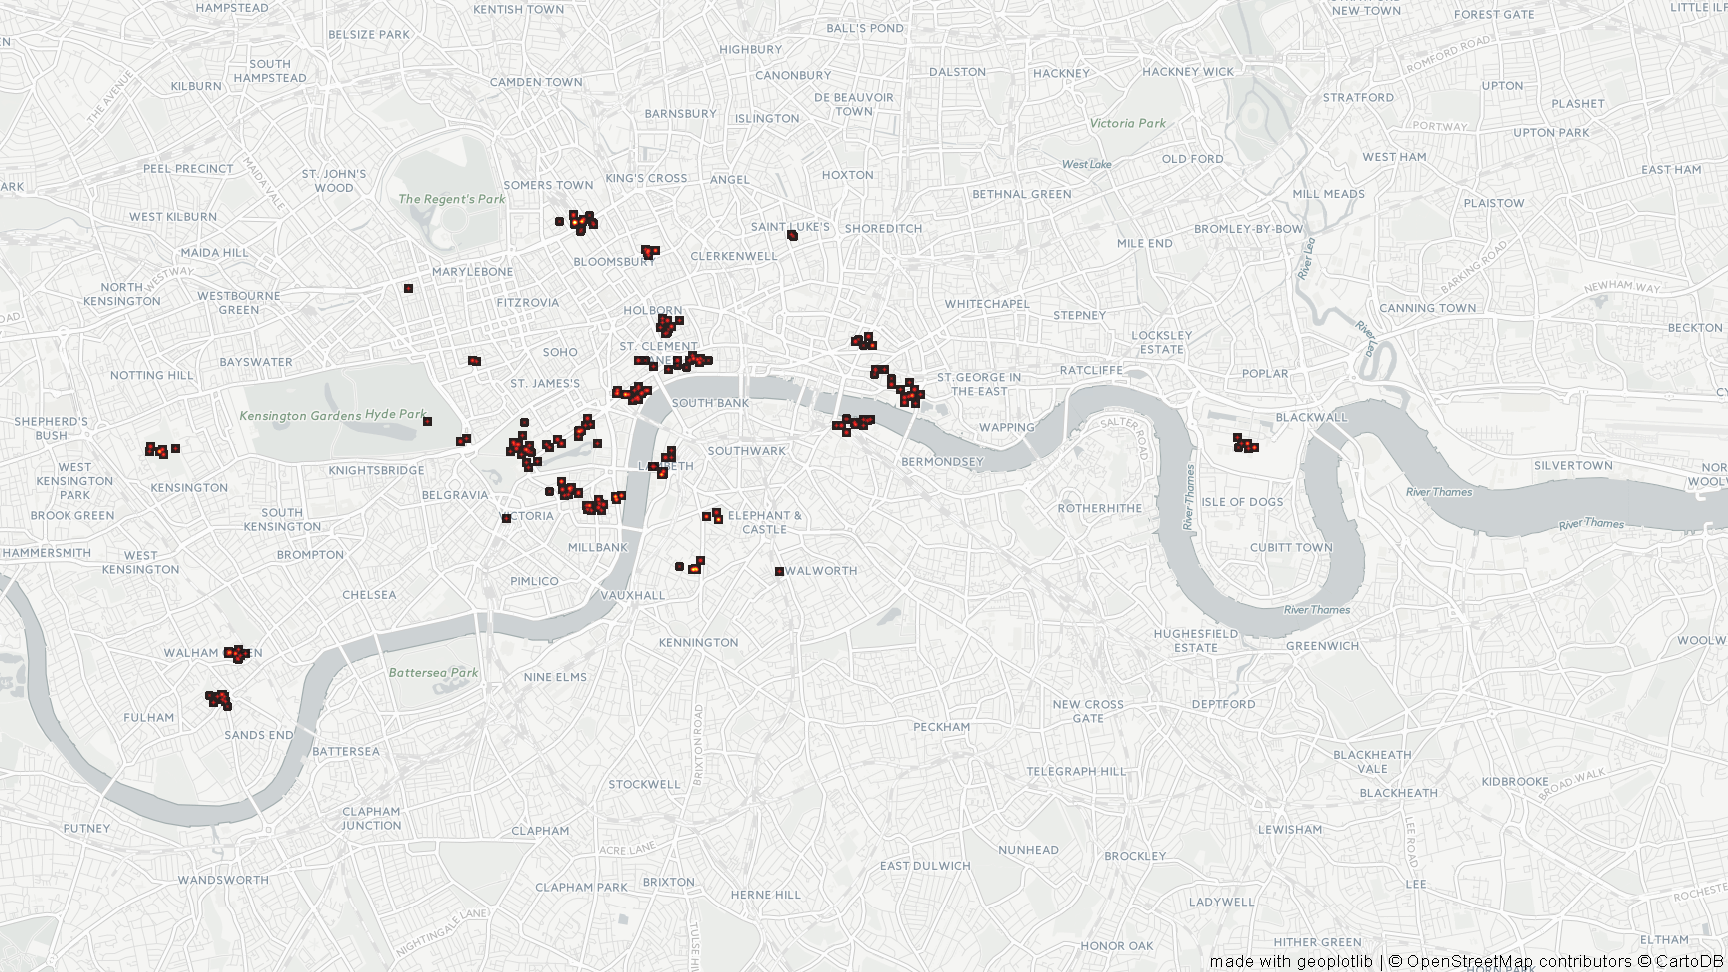 HAMPSTEAD
KENTISH TOWN
NEW TOWN
FOREST GATE
LITTLE ILF
BELSIZE PARK
BALL'S POND
HIGHBURY
ROMFORD ROAD
SOUTH
HAMPSTEAD
THE AVENUE
KILBURN
CAMDEN TOWN
CANONBURY
DALSTON
HACKNEY
HACKNEY WICK
UPTON
DE BEAUVOIR
TOWN
STRATFORD
PLASHET
BARNSBURY
ISLINGTON
Victoria Park
PORTWAY
UPTON PARK
PEEL PRECINCT
MAIDA VALE
ST. JOHN'S
WOOD
SOMERS TOWN
KING'S CROSS
ANGEL
HOXTON
West Lake
OLD FORD
WEST HAM
EAST HAM
ARK
The Regent's Park
BETHNAL GREEN
MILL MEADS
PLAISTOW
WEST KILBURN
SAINT LUKE'S
SHOREDITCH
BROMLEY-BY-BOW
MILE END
MAIDA HILL
MARYLEBONE
BLOOMSBURY
CLERKENWELL
River Lea
BARKING ROAD
WESTWAY
NORTH
KENSINGTON
WESTBOURNE
GREEN
FITZROVIA
HOLBORN
WHITECHAPEL
STEPNEY
CANNING TOWN
NEWHAM WAY
BECKTON
SOHO
ST. CLEMENT
LOCKSLEY
ESTATE
River
Lea
BAYSWATER
NOTTING HILL
ST. JAMES'S
ST.GEORGE IN
THE EAST
RATCLIFFE
POPLAR
Kensington Gardens
Hyde Park
SOUTH BANK
BLACKWALL
SHEPHERD'S
BUSH
WAPPING
SALTER ROAD
SOUTHWARK
BERMONDSEY
WEST
KENSINGTON
PARK
KENSINGTON
KNIGHTSBRIDGE
LAMBETH
SILVERTOWN
BELGRAVIA
River Thames
River Thames
River Thames
BROOK GREEN
SOUTH
KENSINGTON
VICTORIA
ELEPHANT &
CASTLE
ROTHERHITHE
ISLE OF DOGS
HAMMERSMITH
WEST
KENSINGTON
BROMPTON
MILLBANK
CUBITT TOWN
PIMLICO
WALWORTH
CHELSEA
VAUXHALL
River Thames
KENNINGTON
HUGHESFIELD
ESTATE
GREENWICH
WOOLW
WALHAM GREEN
Battersea Park
NINE ELMS
FULHAM
NEW CROSS
GATE
DEPTFORD
SANDS END
BATTERSEA
BRIXTON ROAD
PECKHAM
BLACKHEATH
VALE
STOCKWELL
TELEGRAPH HILL
KIDBROOKE
BROAD WALK
BLACKHEATH
CLAPHAM
JUNCTION
CLAPHAM
LEE ROAD
LEWISHAM
ACRE LANE
NUNHEAD
BROCKLEY
WANDSWORTH
CLAPHAM PARK
BRIXTON
EAST DULWICH
LEE
HERNE HILL
LADYWELL
NIGHTINGALE LANE
HONOR OAK
HITHER GREEN
ELTHAM
made with geoplotlib | © OpenStreetMap contributors © CartoDB